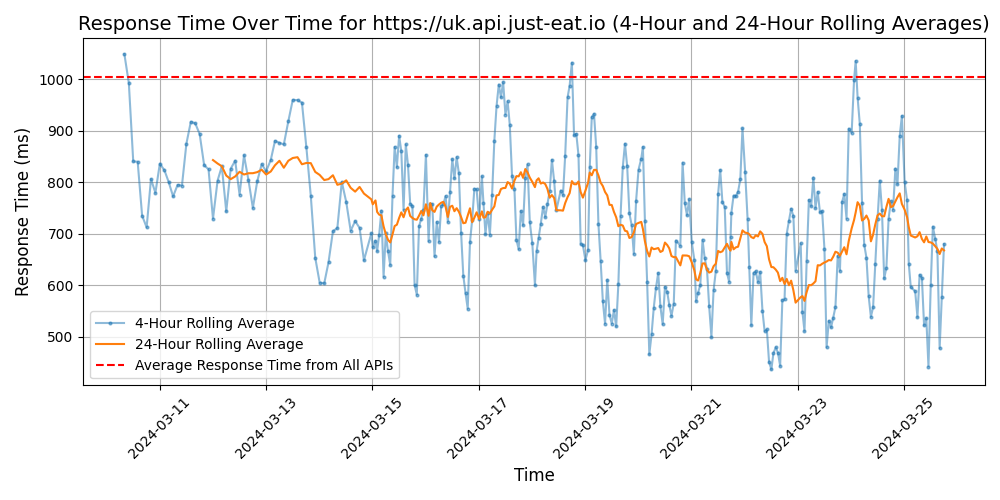 Response Time Over Time for https://uk.api.just-eat.io (4-Hour and 24-Hour Rolling Averages)
Response Time (ms)
1000
900
800
700
600
500
4-Hour Rolling Average
24-Hour Rolling Average
Average Response Time from All APIs
2024-03-11
2024-03-13
2024-03-15
2024-03-17
2024-03-19
2024-03-21
2024-03-23
2024-03-25
Time